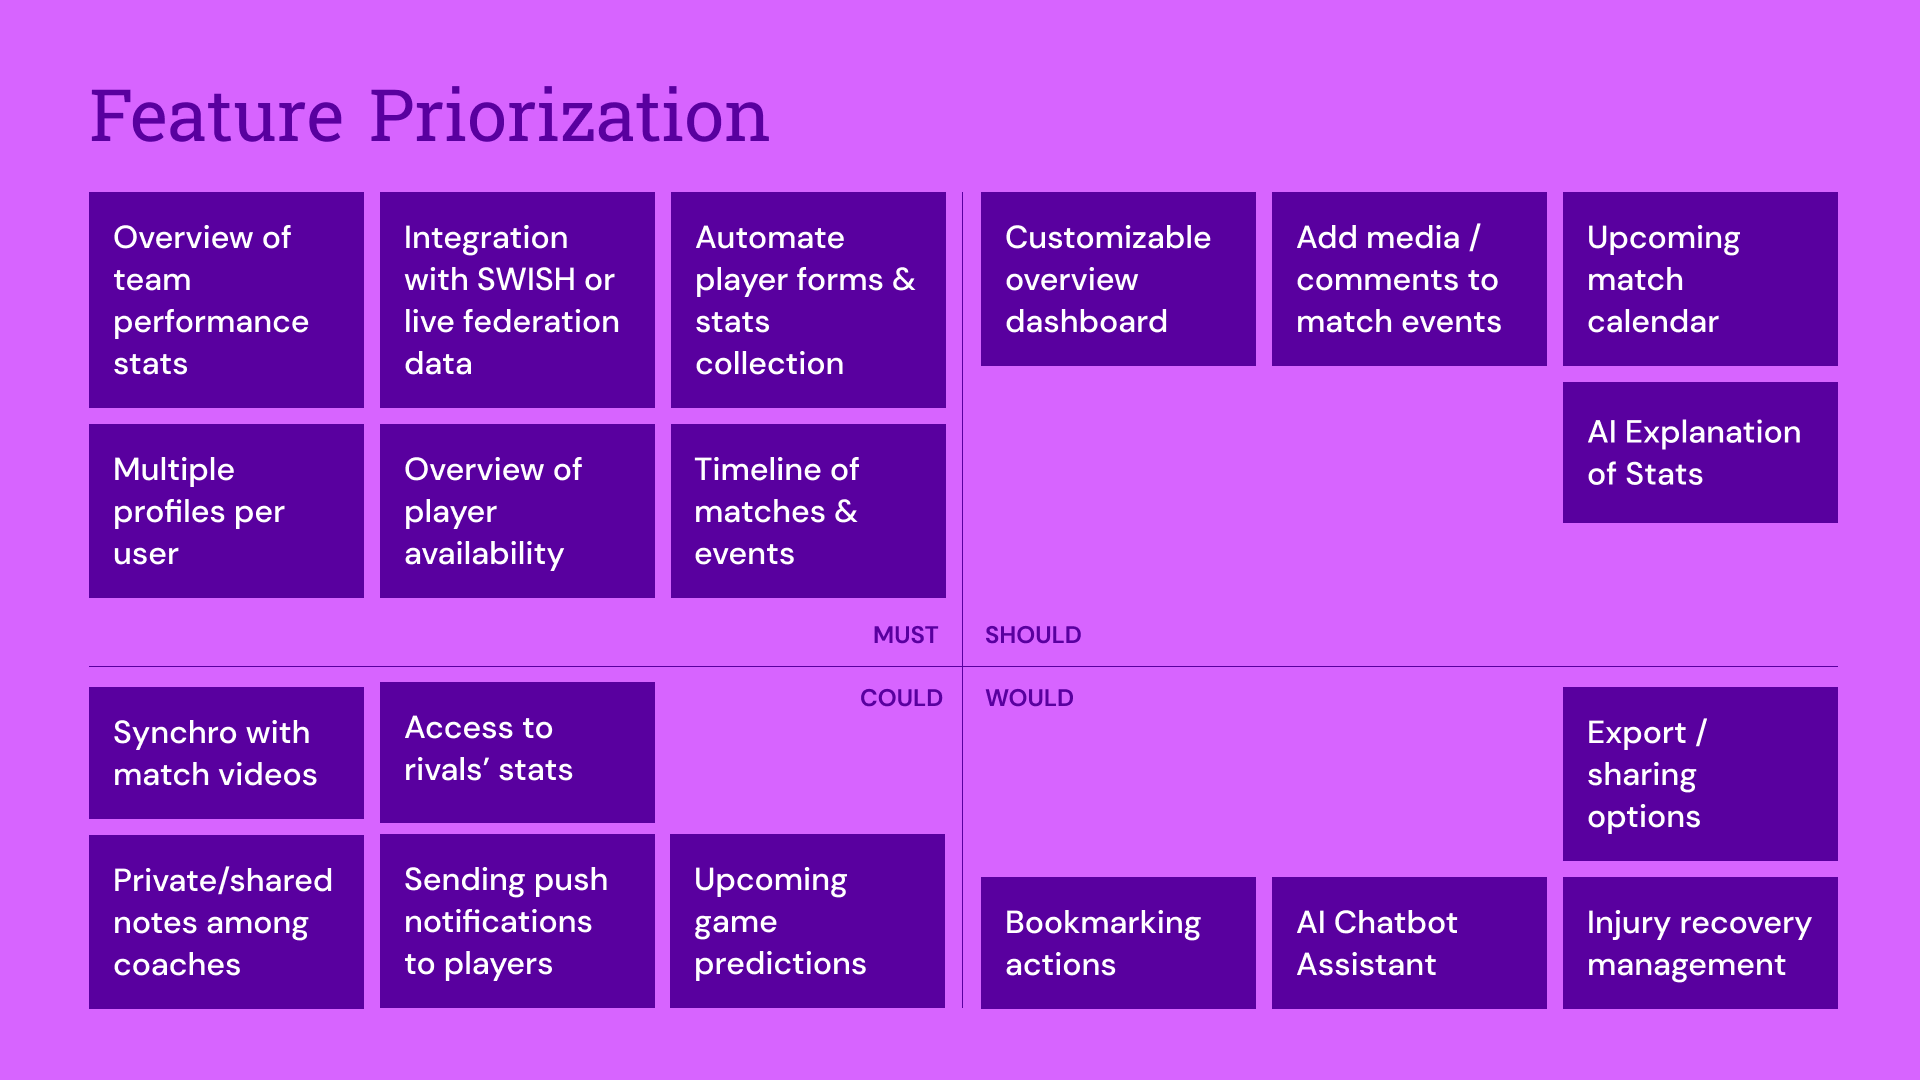 Feature Priorization
Overview of
team
performance
stats
Integration
with SWISH or
live federation
data
Automate
player forms &
stats
collection
Multiple
profiles per
user
Overview of
player
availability
Timeline of
matches &
events
MUST
Customizable
overview
dashboard
Add media /
comments to
match events
Upcoming
match
calendar
AI Explanation
of Stats
SHOULD
COULD
Synchro with
match videos
Access to
rivals’ stats
Private/shared
notes among
coaches
Sending push
notifications
to players
Upcoming
game
predictions
WOULD
Export /
sharing
options
Bookmarking
actions
AI Chatbot
Assistant
Injury recovery
management